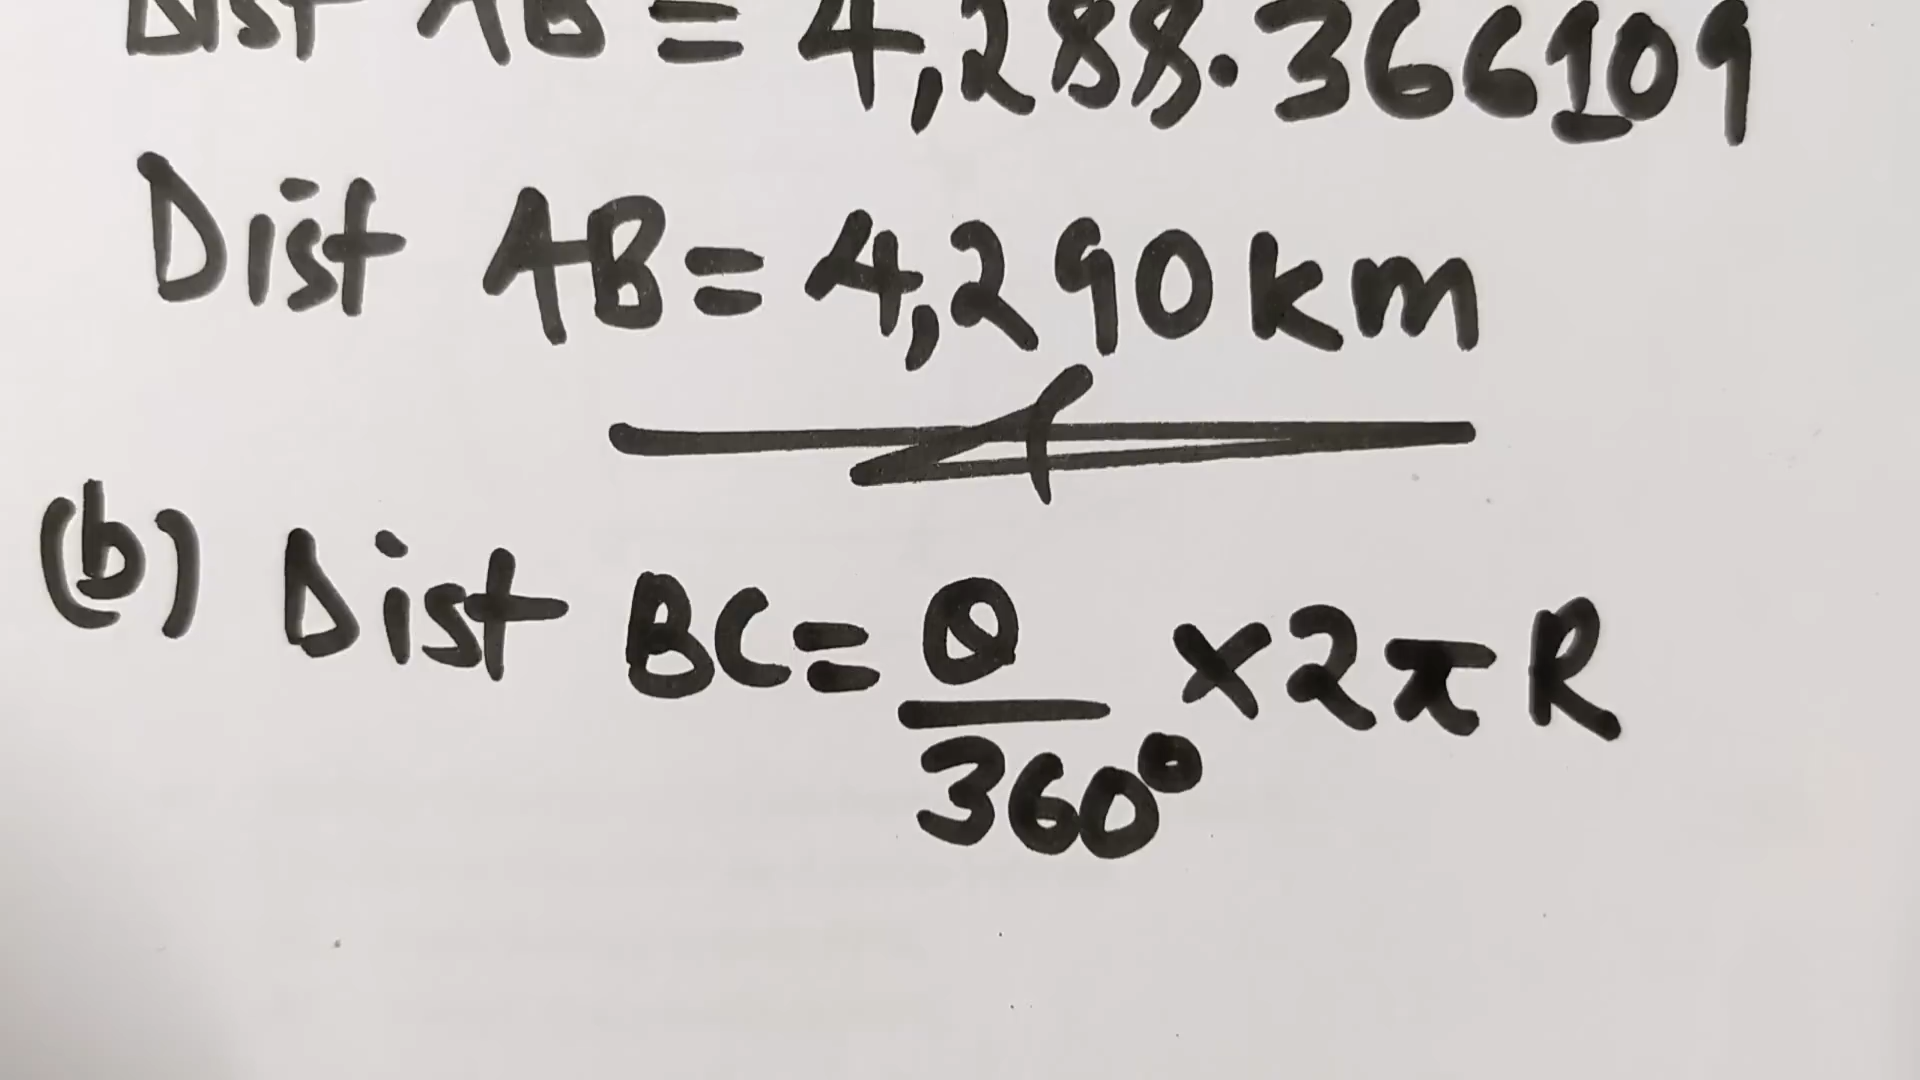 Dist AB = 4,288.366109
Dist AB = 4,290 km
(b) Dist BC = θ/360° × 2πR